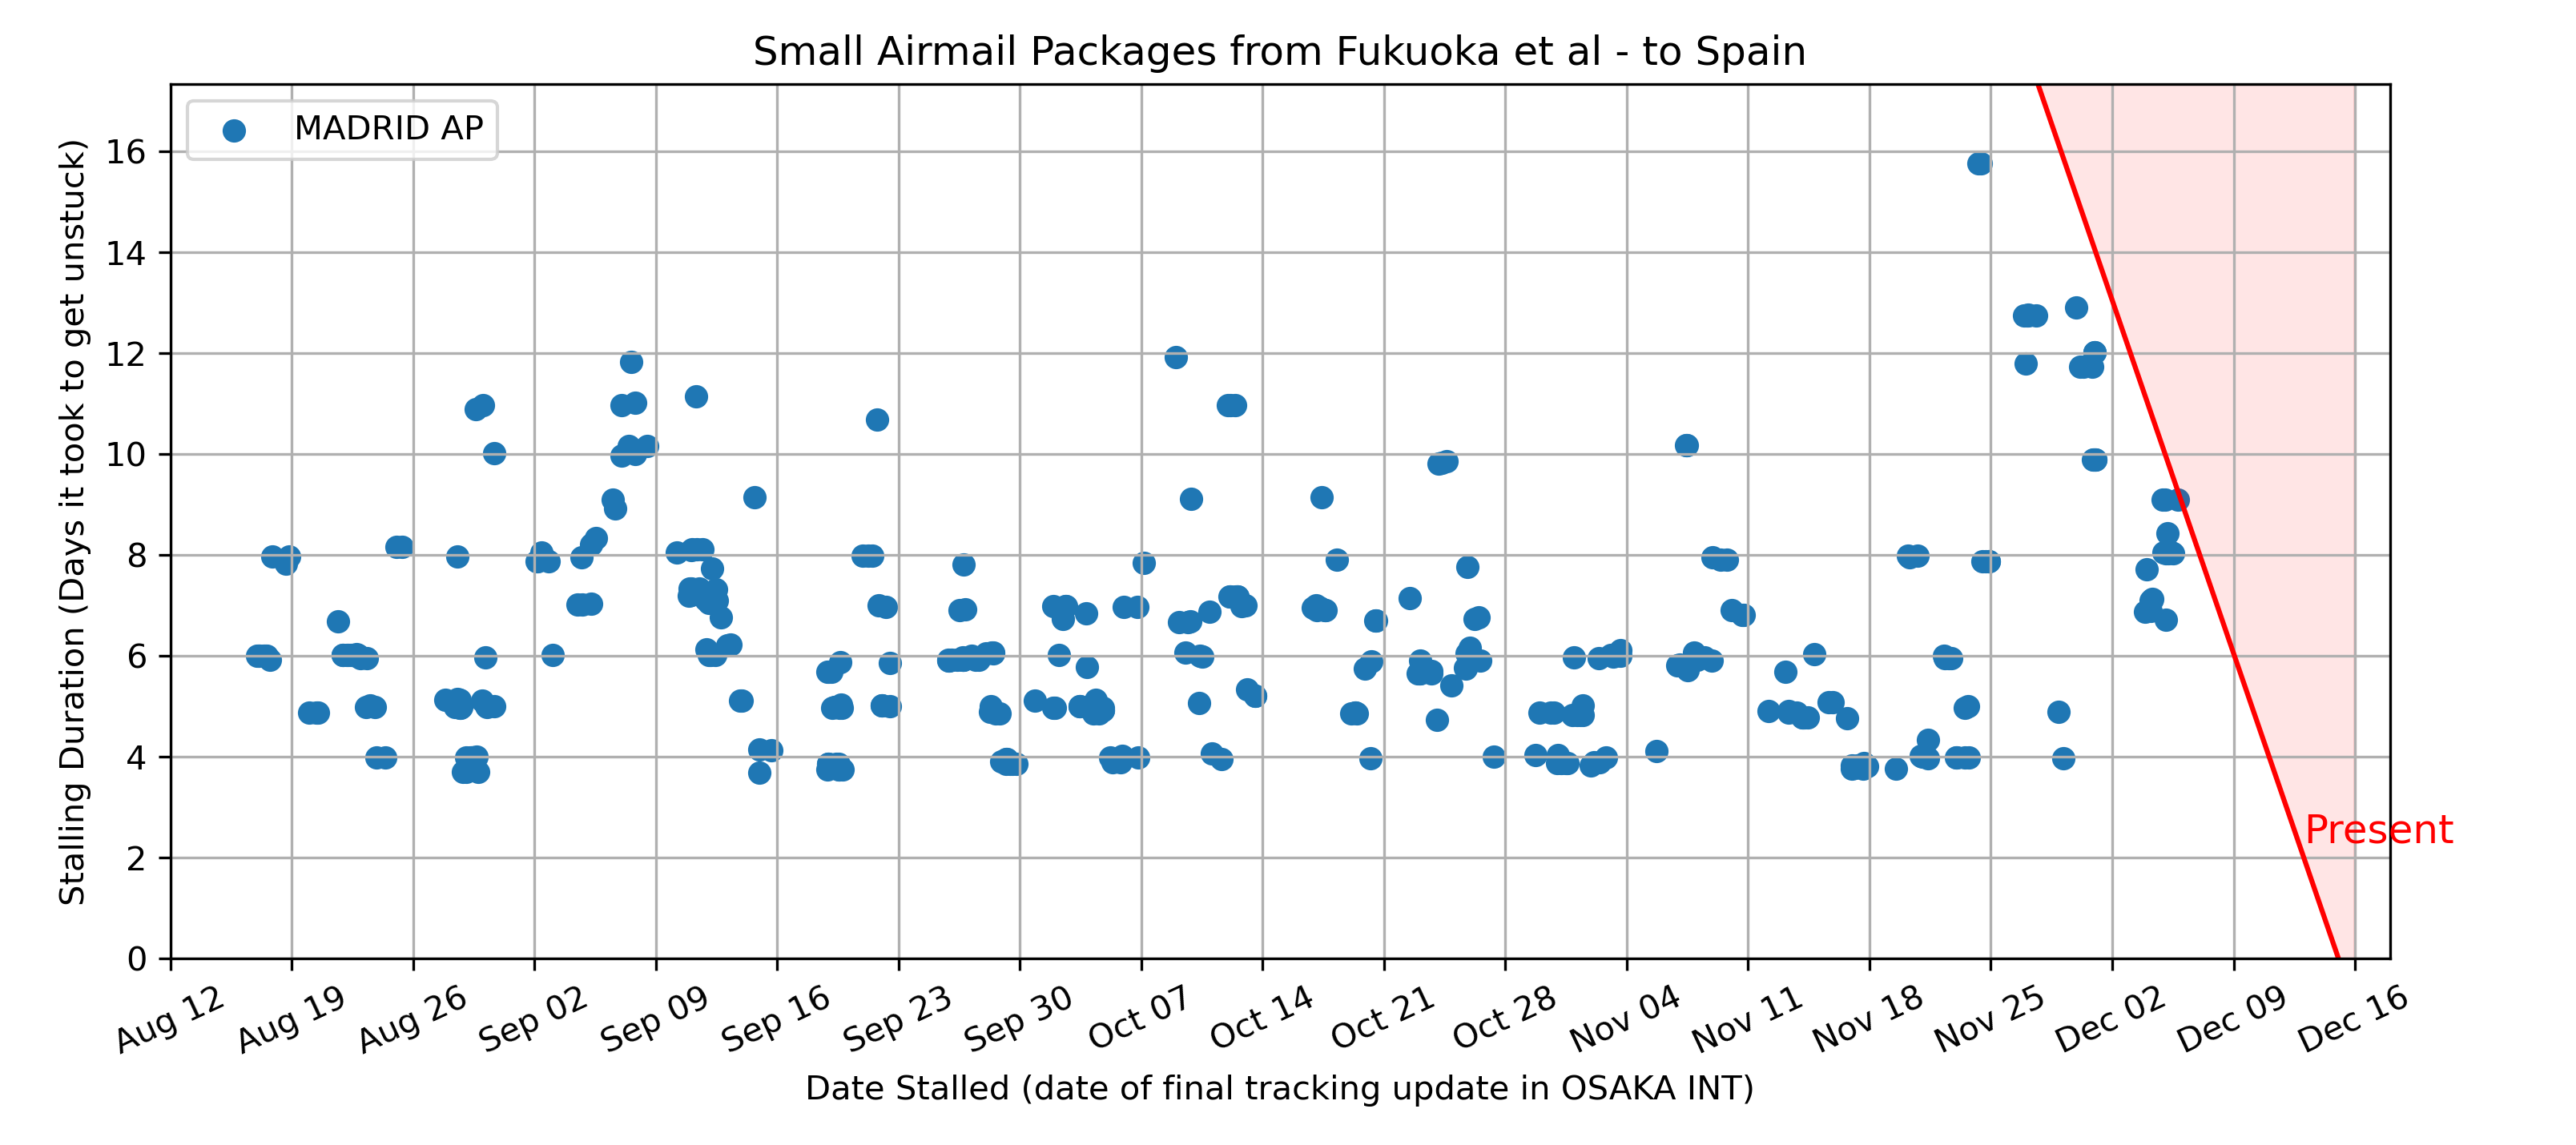 Small Airmail Packages from Fukuoka et al - to Spain
MADRID AP
Stalling Duration (Days it took to get unstuck)
16
14
12
10
8
6
4
2
0
Present
Aug 12
Aug 19
Aug 26
Sep 02
Sep 09
Sep 16
Sep 23
Sep 30
Oct 07
Oct 14
Oct 21
Oct 28
Nov 04
Nov 11
Nov 18
Nov 25
Dec 02
Dec 09
Dec 16
Date Stalled (date of final tracking update in OSAKA INT)